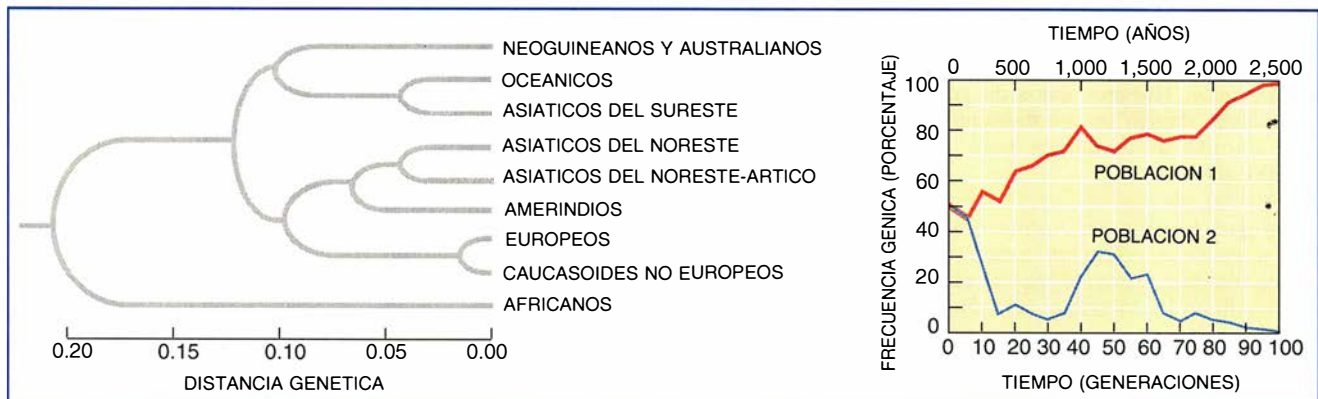 NEOGUINEANOS Y AUSTRALIANOS
OCEANICOS
ASIATICOS DEL SURESTE
ASIATICOS DEL NORESTE
ASIATICOS DEL NORESTE-ARTICO
AMERINDIOS
EUROPEOS
CAUCASOIDES NO EUROPEOS
AFRICANOS
0.20 0.15 0.10 0.05 0.00
DISTANCIA GENETICA
TIEMPO (AÑOS)
0 500 1,000 1,500 2,000 2,500
FRECUENCIA GENICA (PORCENTAJE)
100
80
60
40
20
0
POBLACION 1
POBLACION 2
0 10 20 30 40 50 60 70 80 90 100
TIEMPO (GENERACIONES)